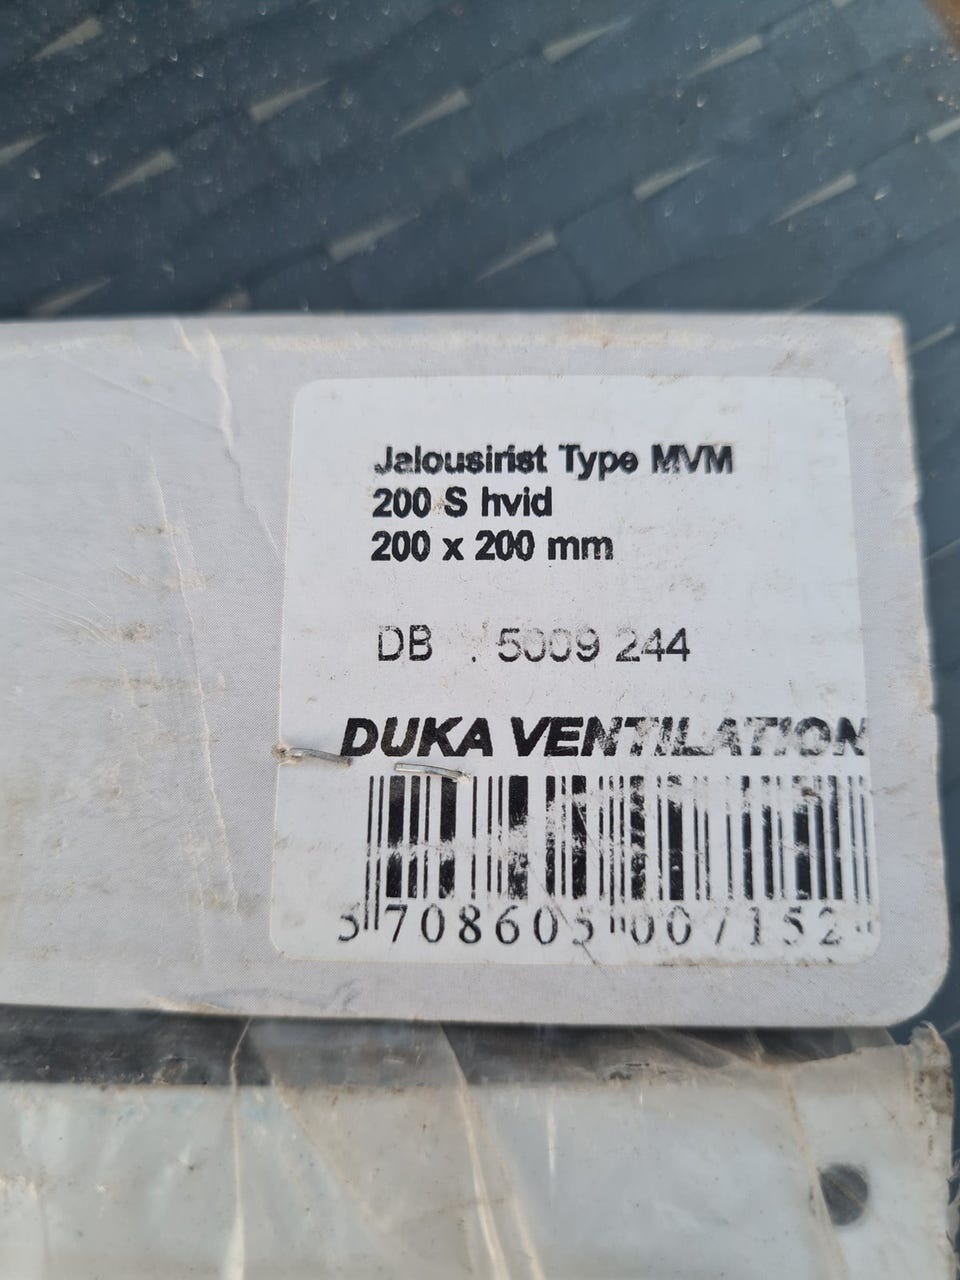 Jalousirist Type MVM
200 S hvid
200 x 200 mm
DB : 5009 244
DUKA VENTILATION
5 708605 007152